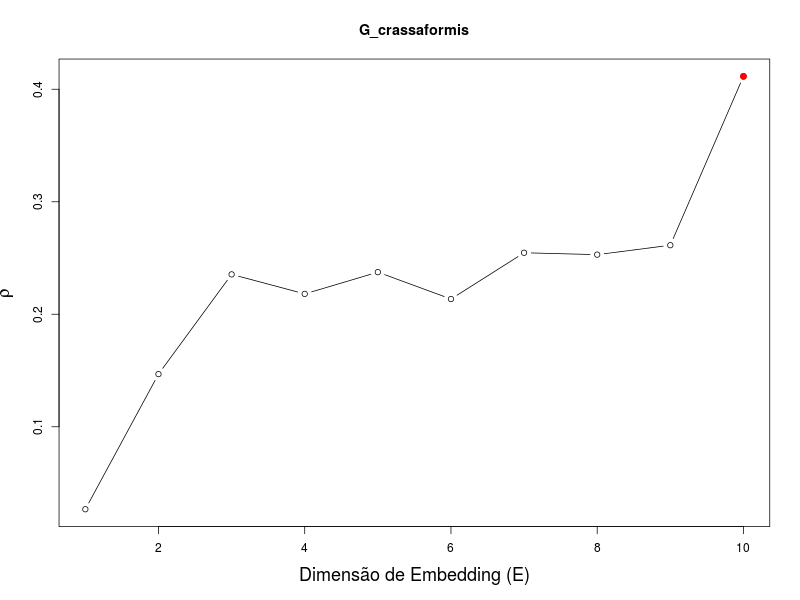 G_crassaformis
0.4
0.3
0.2
0.1
ρ
2 4 6 8 10
Dimensão de Embedding (E)